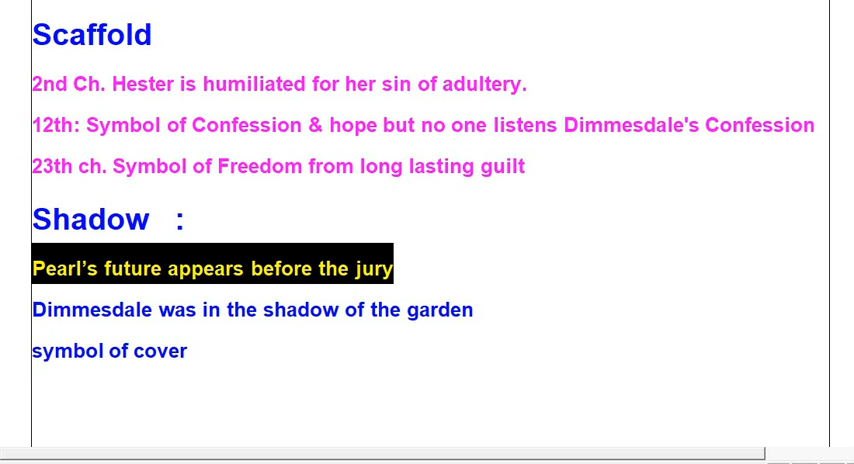 Scaffold
2nd Ch. Hester is humiliated for her sin of adultery.
12th: Symbol of Confession & hope but no one listens Dimmesdale's Confession
23th ch. Symbol of Freedom from long lasting guilt
Shadow :
Pearl’s future appears before the jury
Dimmesdale was in the shadow of the garden
symbol of cover